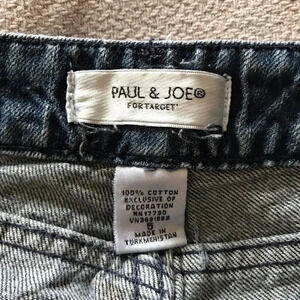 PAUL & JOE®
FOR TARGET*
100% COTTON
EXCLUSIVE OF
DECORATION
RN17730
5
MADE IN
TURKMENISTAN